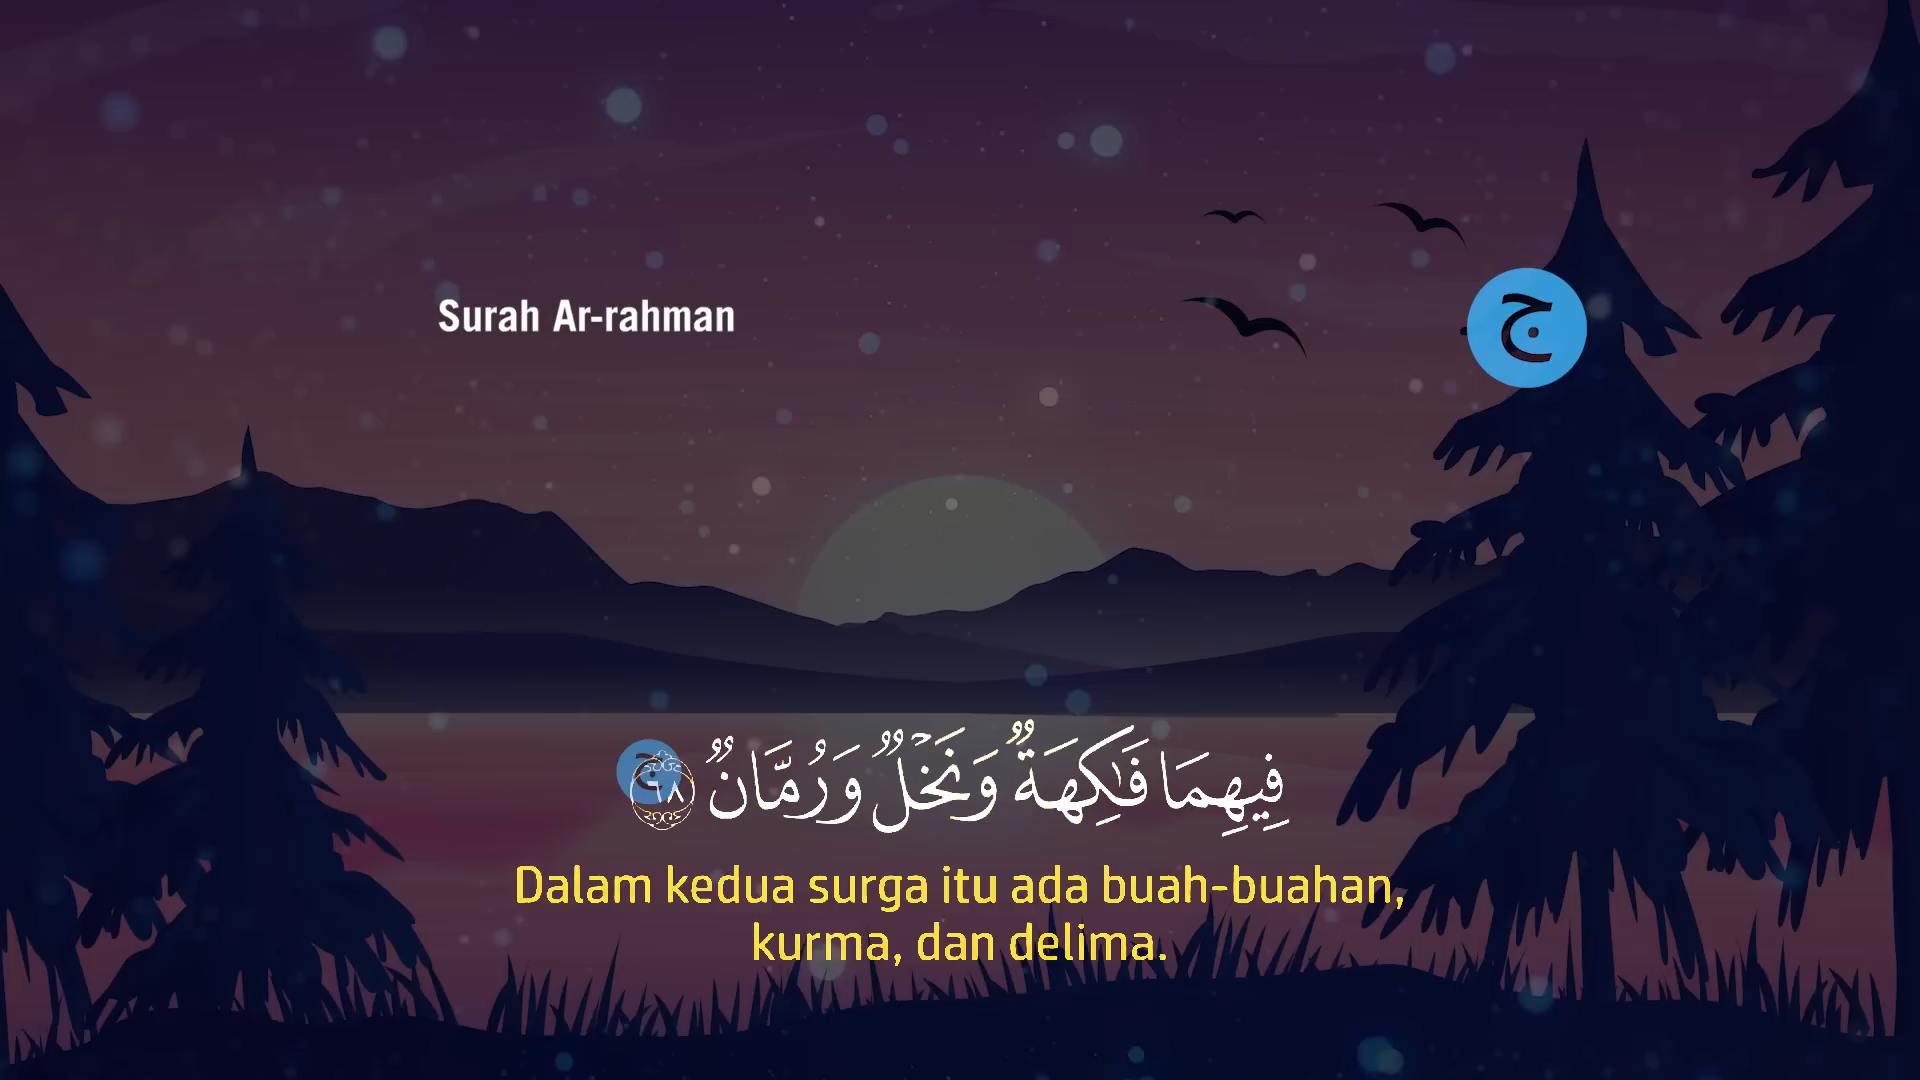 Surah Ar-rahman
ج
فِيهِمَا فَٰكِهَةٌ وَنَخۡلٌ وَرُمَّانٌ ٦٨
ج
Dalam kedua surga itu ada buah-buahan,
kurma, dan delima.